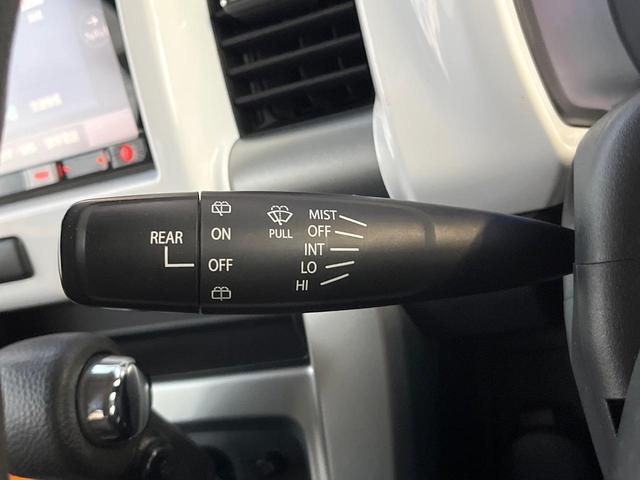 REAR
ON
OFF
PULL
MIST
OFF
INT
LO
HI